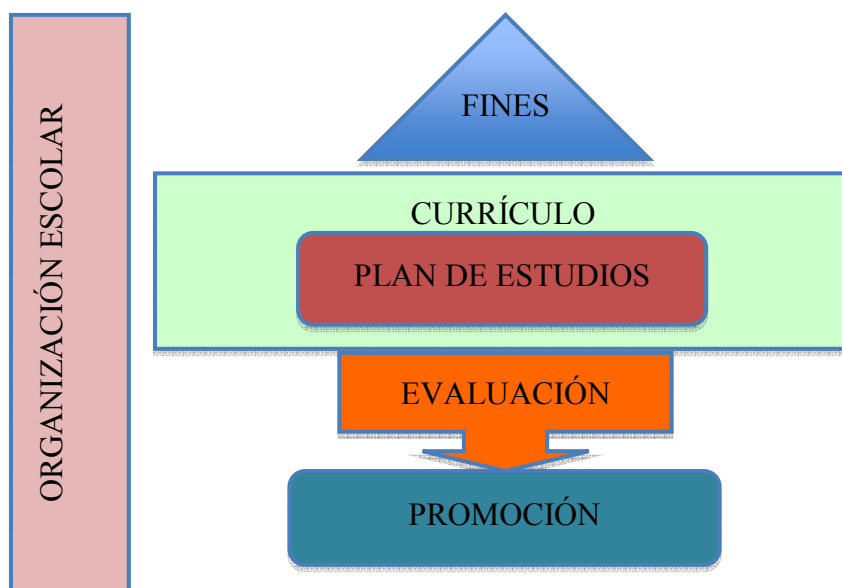 ORGANIZACIÓN ESCOLAR
FINES
CURRÍCULO
PLAN DE ESTUDIOS
EVALUACIÓN
PROMOCIÓN